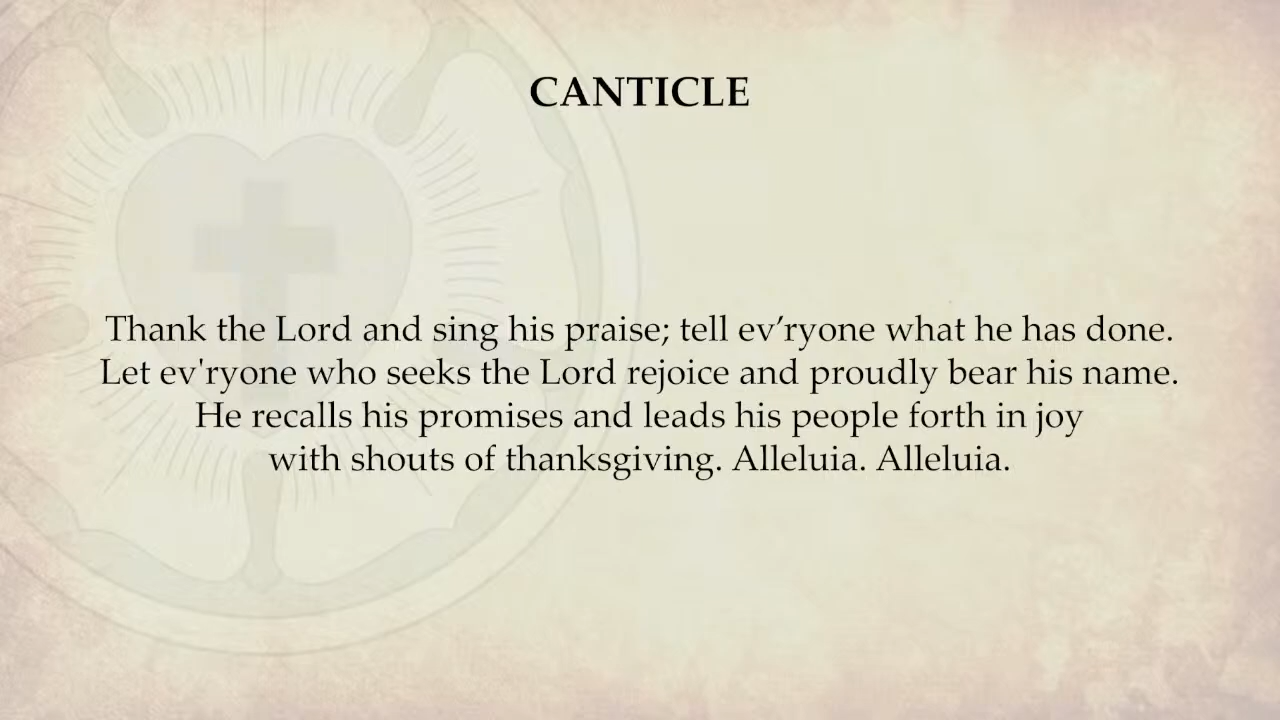 CANTICLE
Thank the Lord and sing his praise; tell ev’ryone what he has done.
Let ev'ryone who seeks the Lord rejoice and proudly bear his name.
He recalls his promises and leads his people forth in joy
with shouts of thanksgiving. Alleluia. Alleluia.